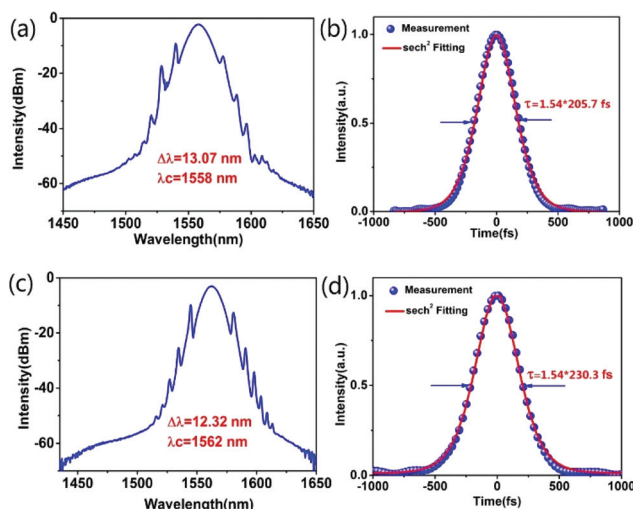 (a)
0
-20
-40
-60
Intensity(dBm)
Δλ=13.07 nm
λc=1558 nm
1450 1500 1550 1600 1650
Wavelength(nm)
(b)
1.0
0.5
0.0
Intensity(a.u.)
Measurement
sech² Fitting
τ=1.54*205.7 fs
-1000 -500 0 500 1000
Time(fs)
(c)
0
-20
-40
-60
Intensity(dBm)
Δλ=12.32 nm
λc=1562 nm
1450 1500 1550 1600 1650
Wavelength(nm)
(d)
1.0
0.5
0.0
Intensity(a.u.)
Measurement
sech² Fitting
τ=1.54*230.3 fs
-1000 -500 0 500 1000
Time(fs)